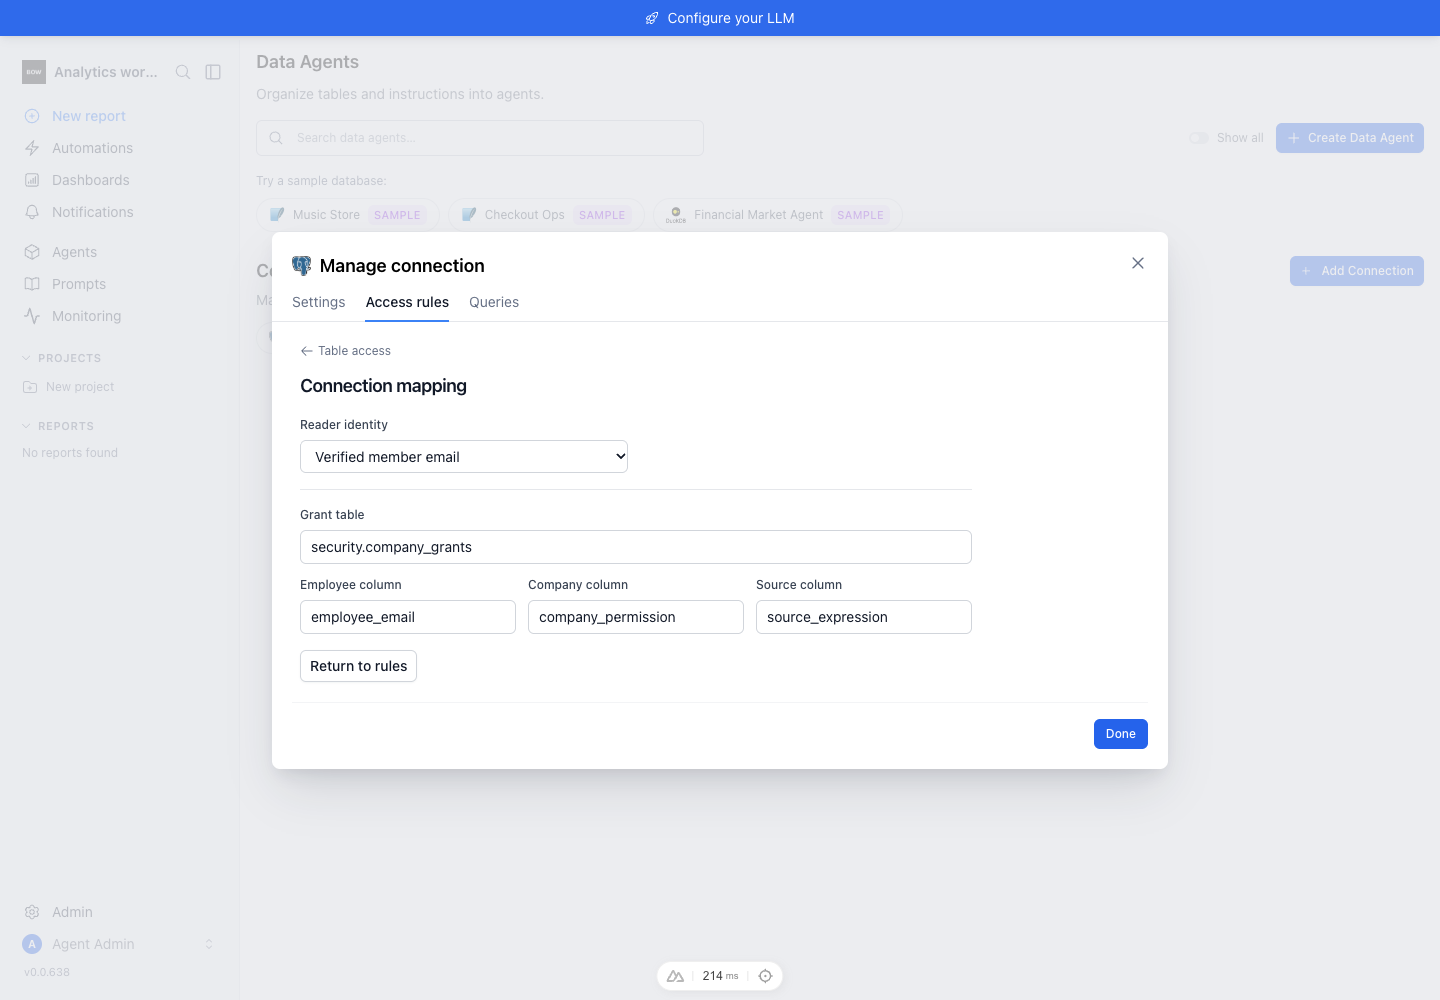 Configure your LLM
BOW
Analytics wor...
New report
Automations
Dashboards
Notifications
Agents
Prompts
Monitoring
PROJECTS
New project
REPORTS
No reports found
Admin
A Agent Admin
v0.0.638
Data Agents
Organize tables and instructions into agents.
Search data agents...
Show all
Create Data Agent
Try a sample database:
Music Store SAMPLE
Checkout Ops SAMPLE
Financial Market Agent SAMPLE
Add Connection
Manage connection
Settings Access rules Queries
Table access
Connection mapping
Reader identity
Verified member email
Grant table
security.company_grants
Employee column Company column Source column
employee_email company_permission source_expression
Return to rules
Done
214 ms